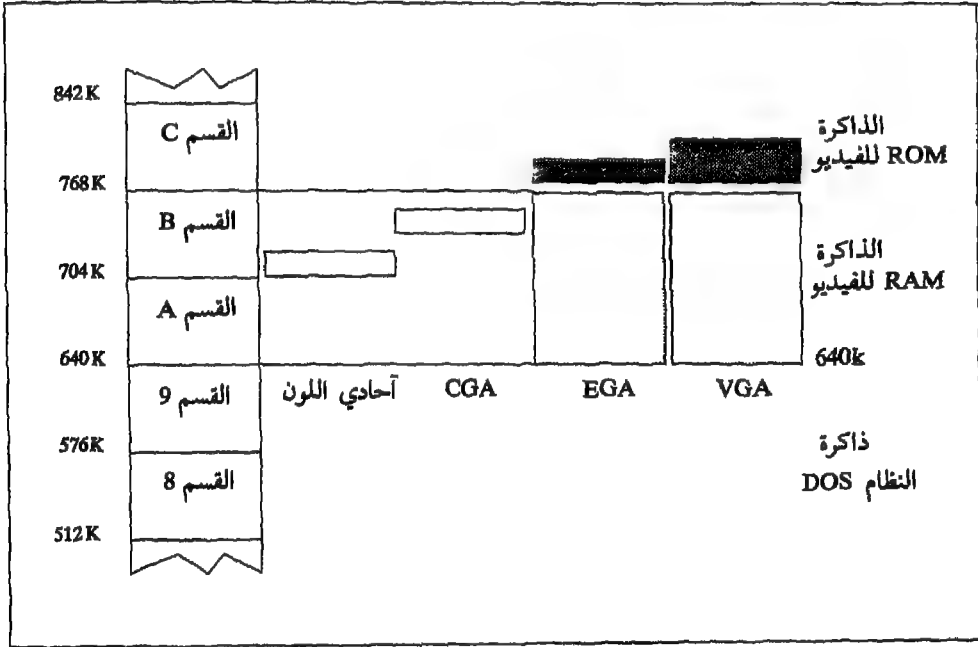 842K
القسم C
الذاكرة
ROM للفيديو
768K
القسم B
704K
الذاكرة
RAM للفيديو
القسم A
640K
640k
القسم 9
آحادي اللون
CGA
EGA
VGA
576K
ذاكرة
النظام DOS
القسم 8
512K